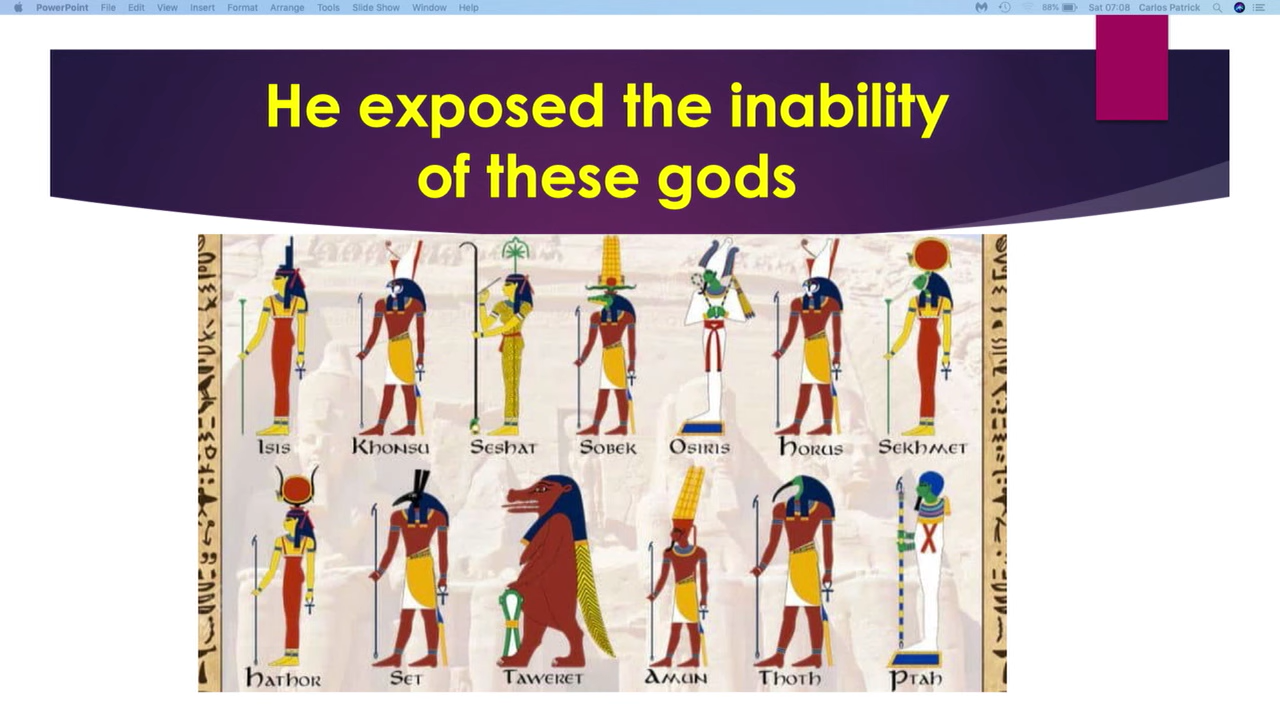 PowerPoint File Edit View Insert Format Arrange Tools Slide Show Window Help 88% Sat 07:08 Carlos Patrick
He exposed the inability
of these gods
Isis Khonsu Seshat Sobek Osiris Horus Sekhmet
Hathor Set Taweret Amun Thoth Ptah